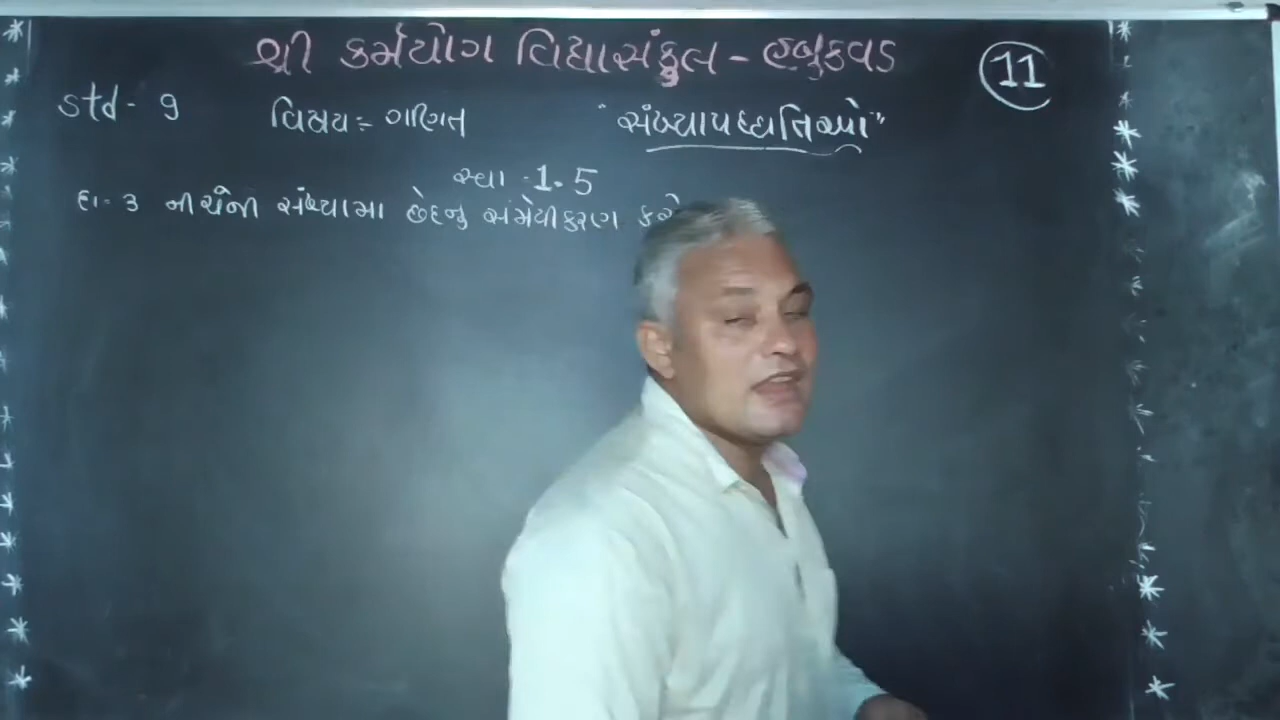 શ્રી કર્મયોગ વિદ્યાસંકુલ - હબુકવડ
11
std - 9 વિષય :- ગણિત "સંખ્યાપદ્ધતિઓ"
સ્વા - 1.5
દા - 3 નીચેની સંખ્યામા છેદનુ સંમેયીકરણ કરો